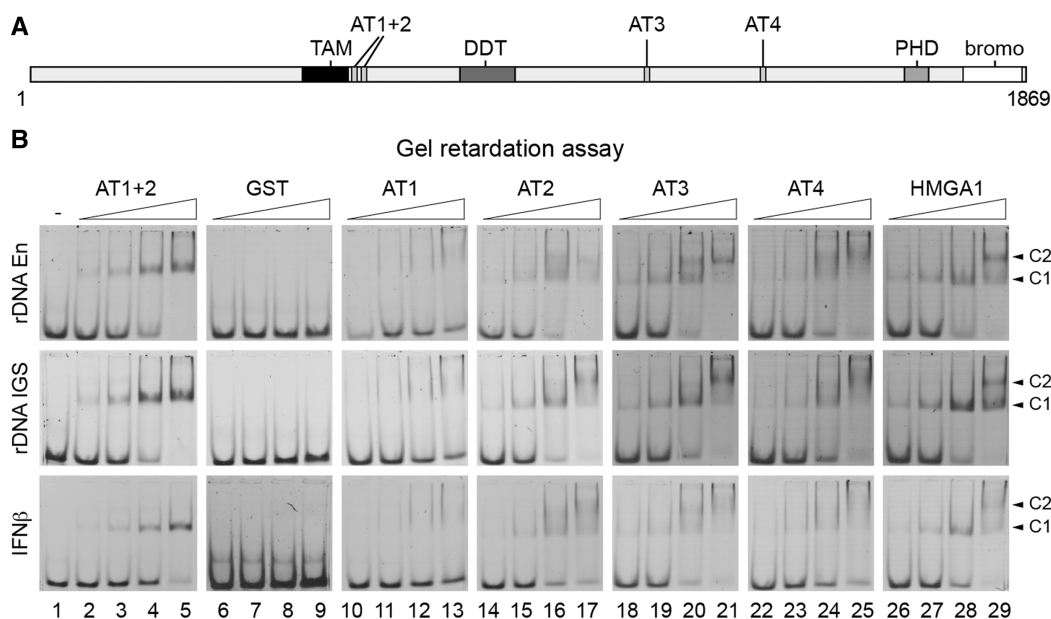 A
AT1+2 AT3 AT4
TAM DDT PHD bromo
1 1869
B
Gel retardation assay
AT1+2 GST AT1 AT2 AT3 AT4 HMGA1
-
rDNA En
C2
C1
rDNA IGS
C2
C1
IFNβ
C2
C1
1 2 3 4 5 6 7 8 9 10 11 12 13 14 15 16 17 18 19 20 21 22 23 24 25 26 27 28 29